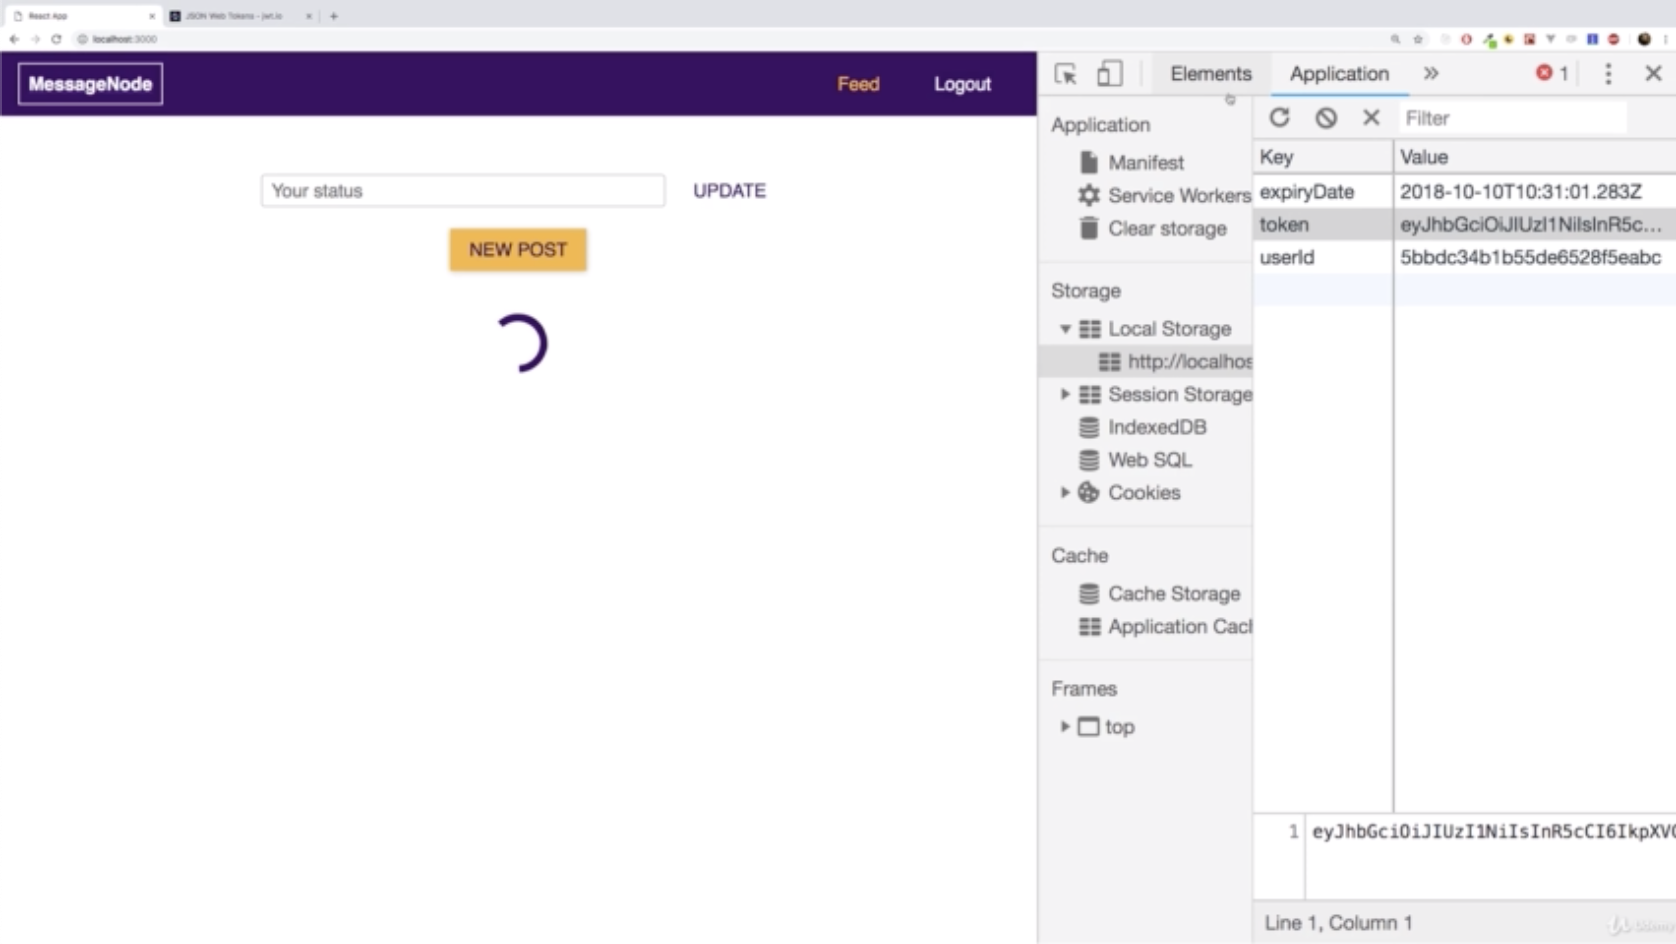 React App
JSON Web Tokens - jwt.io
localhost:3000
MessageNode
Feed
Logout
Your status
UPDATE
NEW POST
Elements
Application
1
Application
Manifest
Service Workers
Clear storage
Storage
Local Storage
http://localhos
Session Storage
IndexedDB
Web SQL
Cookies
Cache
Cache Storage
Application Cacl
Frames
top
Filter
Key Value
expiryDate 2018-10-10T10:31:01.283Z
token eyJhbGciOiJIUzI1NiIsInR5c...
userId 5bbdc34b1b55de6528f5eabc
1 eyJhbGciOiJIUzI1NiIsInR5cCI6IkpXVC
Line 1, Column 1
Udemy